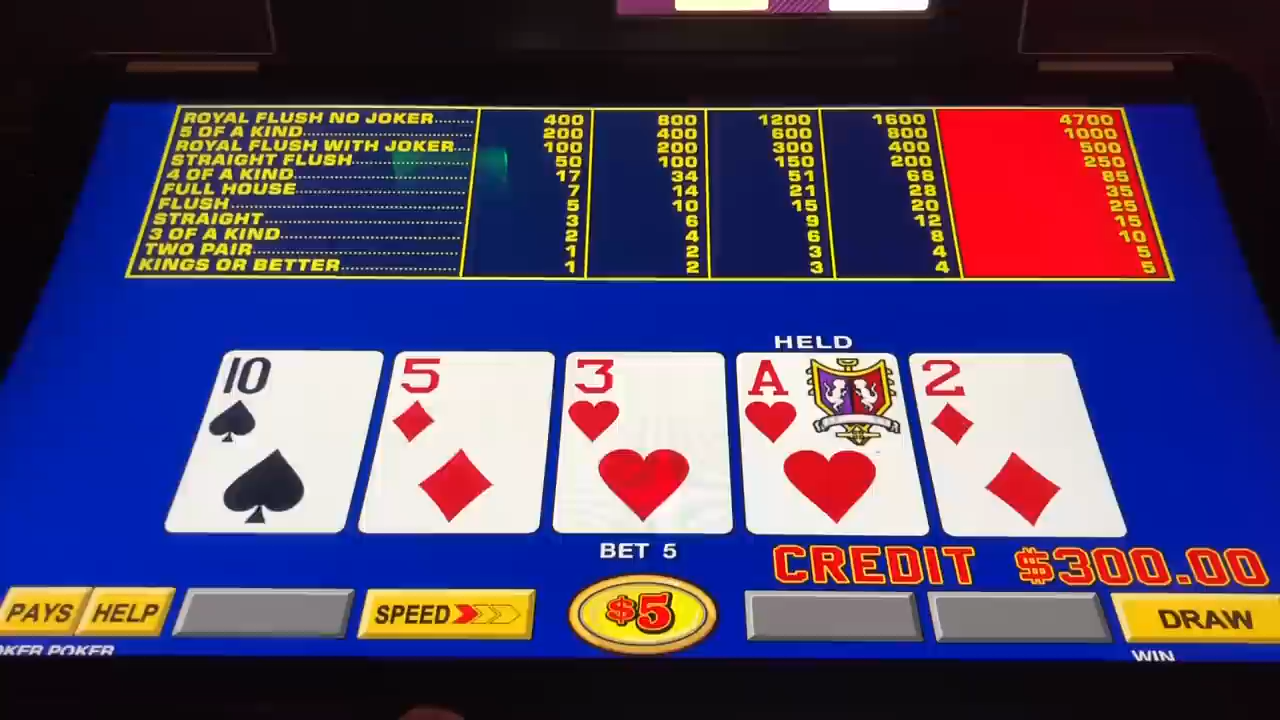 ROYAL FLUSH NO JOKER........ 400 800 1200 1600 4700
5 OF A KIND........ 200 400 600 800 1000
ROYAL FLUSH WITH JOKER... 100 200 300 400 500
STRAIGHT FLUSH........ 50 100 150 200 250
4 OF A KIND........ 17 34 51 68 85
FULL HOUSE........ 7 14 21 28 35
FLUSH........ 5 10 15 20 25
STRAIGHT........ 3 6 9 12 15
3 OF A KIND........ 2 4 6 8 10
TWO PAIR........ 1 2 3 4 5
KINGS OR BETTER........ 1 2 3 4 5
HELD
10 5 3 A 2
BET 5
CREDIT $300.00
PAYS HELP SPEED $5 DRAW
OKER POKER
WIN